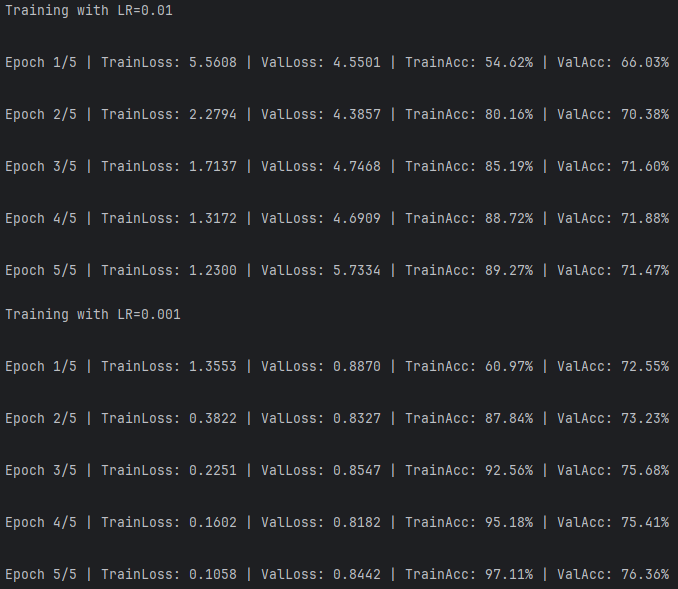 Training with LR=0.01
Epoch 1/5 | TrainLoss: 5.5608 | ValLoss: 4.5501 | TrainAcc: 54.62% | ValAcc: 66.03%
Epoch 2/5 | TrainLoss: 2.2794 | ValLoss: 4.3857 | TrainAcc: 80.16% | ValAcc: 70.38%
Epoch 3/5 | TrainLoss: 1.7137 | ValLoss: 4.7468 | TrainAcc: 85.19% | ValAcc: 71.60%
Epoch 4/5 | TrainLoss: 1.3172 | ValLoss: 4.6909 | TrainAcc: 88.72% | ValAcc: 71.88%
Epoch 5/5 | TrainLoss: 1.2300 | ValLoss: 5.7334 | TrainAcc: 89.27% | ValAcc: 71.47%
Training with LR=0.001
Epoch 1/5 | TrainLoss: 1.3553 | ValLoss: 0.8870 | TrainAcc: 60.97% | ValAcc: 72.55%
Epoch 2/5 | TrainLoss: 0.3822 | ValLoss: 0.8327 | TrainAcc: 87.84% | ValAcc: 73.23%
Epoch 3/5 | TrainLoss: 0.2251 | ValLoss: 0.8547 | TrainAcc: 92.56% | ValAcc: 75.68%
Epoch 4/5 | TrainLoss: 0.1602 | ValLoss: 0.8182 | TrainAcc: 95.18% | ValAcc: 75.41%
Epoch 5/5 | TrainLoss: 0.1058 | ValLoss: 0.8442 | TrainAcc: 97.11% | ValAcc: 76.36%